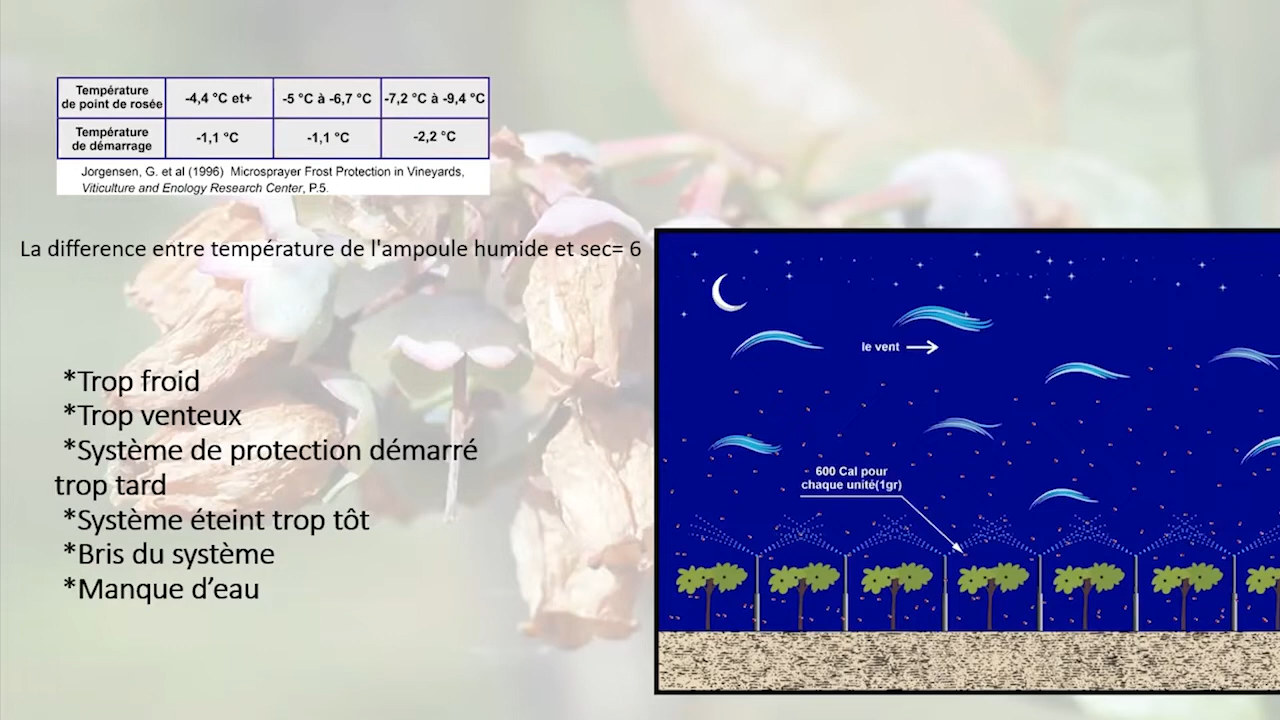 Température de point de rosée -4,4 °C et+ -5 °C à -6,7 °C -7,2 °C à -9,4 °C
Température de démarrage -1,1 °C -1,1 °C -2,2 °C
Jorgensen, G. et al (1996) Microsprayer Frost Protection in Vineyards,
Viticulture and Enology Research Center, P.5.
La difference entre température de l'ampoule humide et sec= 6
*Trop froid
*Trop venteux
*Système de protection démarré
trop tard
*Système éteint trop tôt
*Bris du système
*Manque d’eau
le vent
600 Cal pour
chaque unité(1gr)